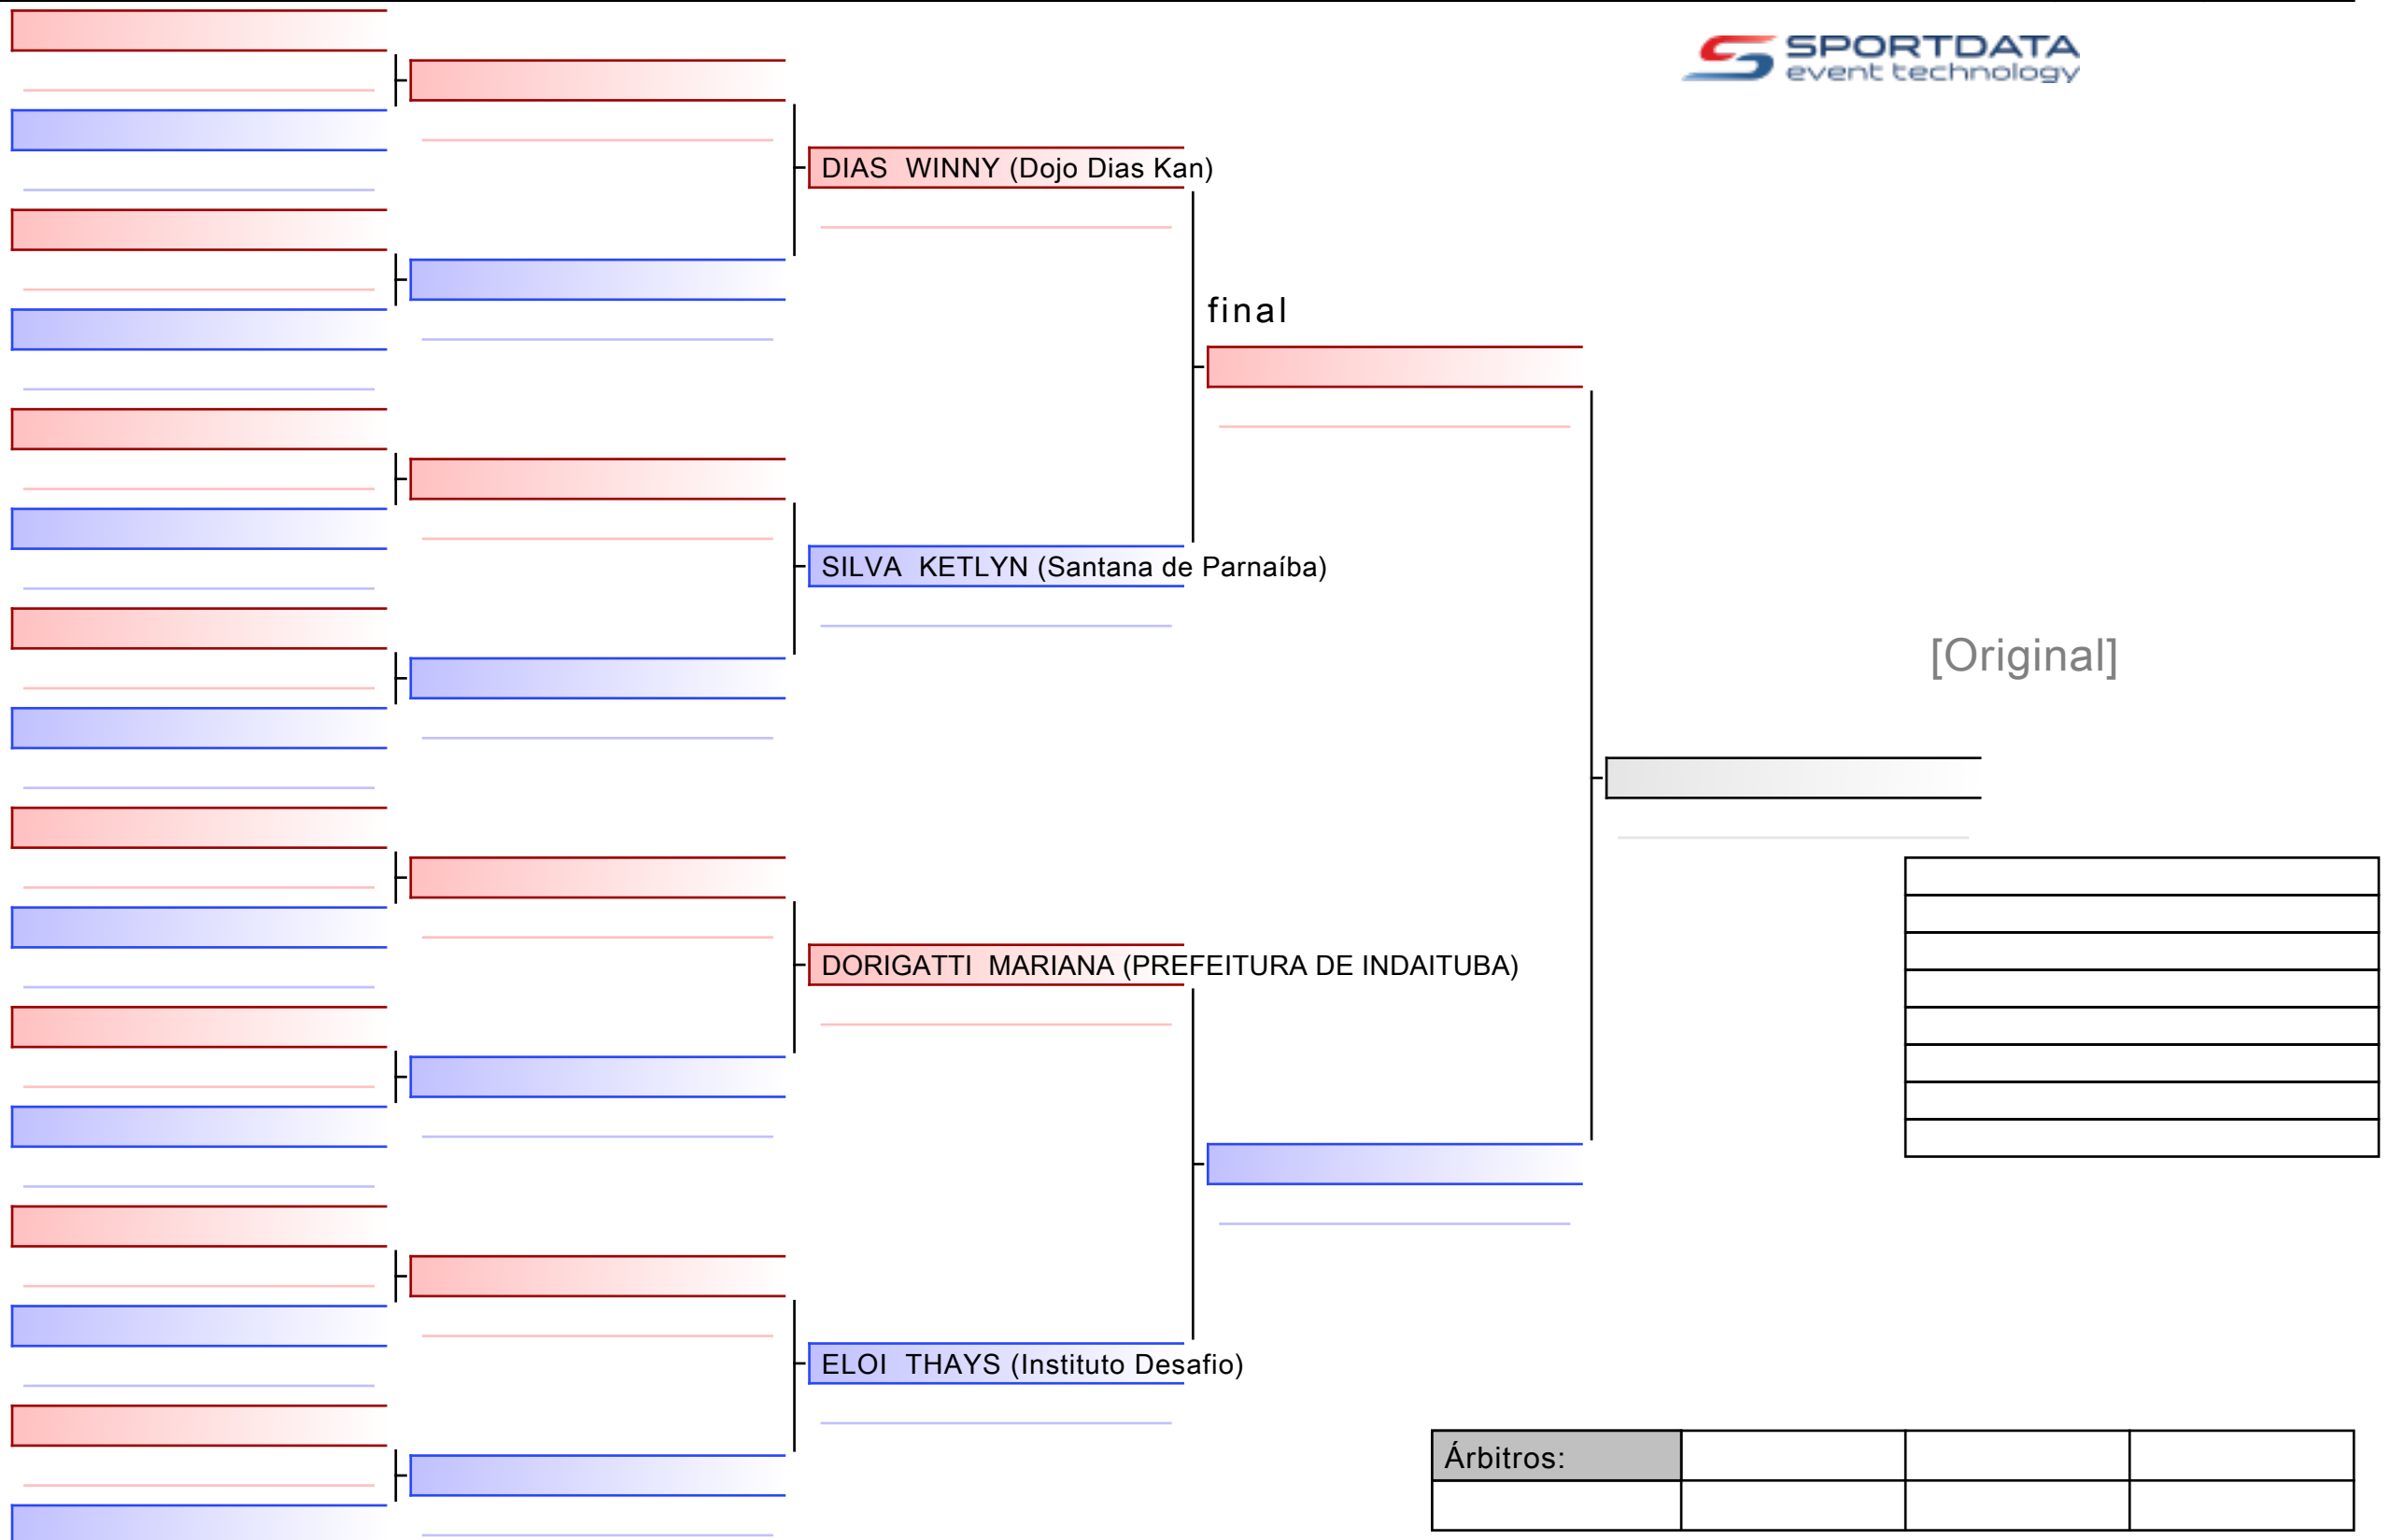 SPORTDATA
event technology
DIAS  WINNY (Dojo Dias Kan)
final
SILVA  KETLYN (Santana de Parnaíba)
[Original]
DORIGATTI  MARIANA (PREFEITURA DE INDAITUBA)
ELOI  THAYS (Instituto Desafio)
Árbitros: